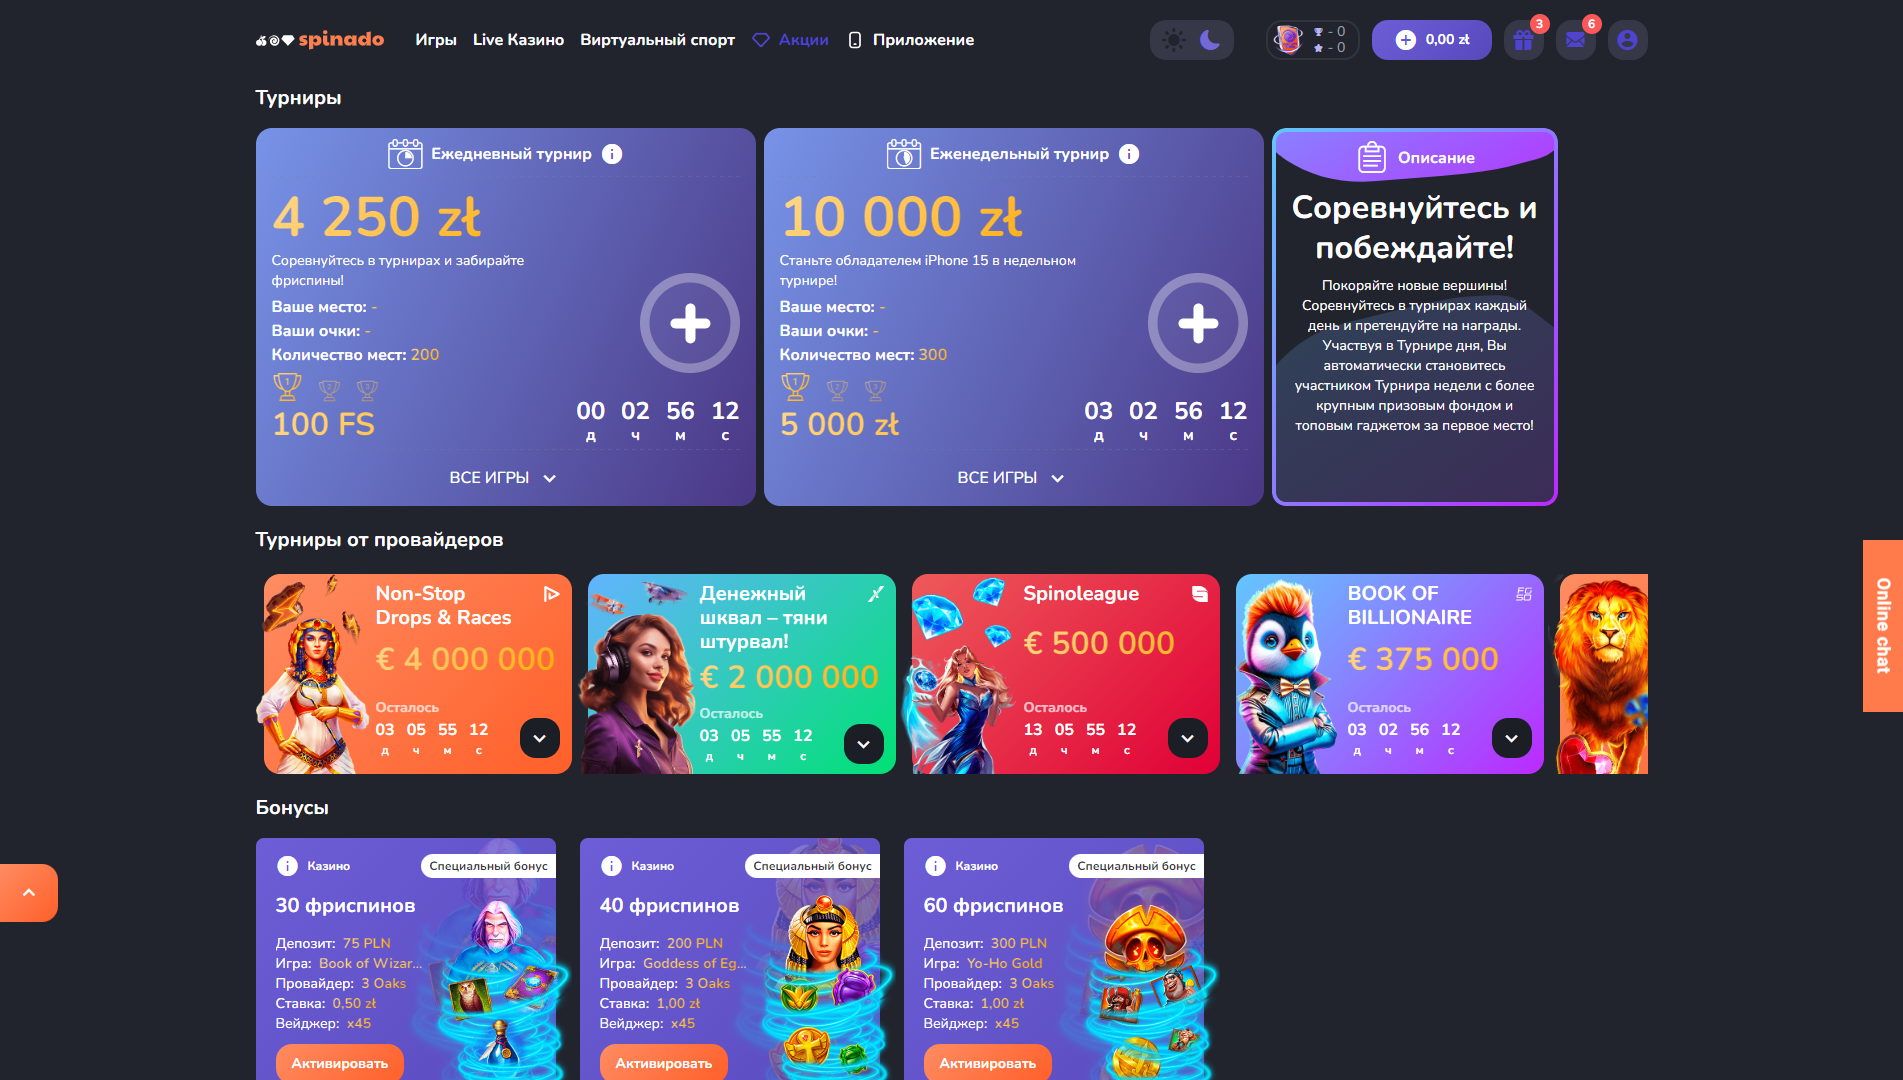 spinado
Игры
Live Казино
Виртуальный спорт
Акции
Приложение
- 0
- 0
0,00 zł
3
6
Турниры
Ежедневный турнир
4 250 zł
Соревнуйтесь в турнирах и забирайте
фриспины!
Ваше место: -
Ваши очки: -
Количество мест: 200
1 2 3
100 FS
00 02 56 12
д ч м с
ВСЕ ИГРЫ
Еженедельный турнир
10 000 zł
Станьте обладателем iPhone 15 в недельном
турнире!
Ваше место: -
Ваши очки: -
Количество мест: 300
1 2 3
5 000 zł
03 02 56 12
д ч м с
ВСЕ ИГРЫ
Описание
Соревнуйтесь и
побеждайте!
Покоряйте новые вершины!
Соревнуйтесь в турнирах каждый
день и претендуйте на награды.
Участвуя в Турнире дня, Вы
автоматически становитесь
участником Турнира недели с более
крупным призовым фондом и
топовым гаджетом за первое место!
Турниры от провайдеров
Non-Stop
Drops & Races
€ 4 000 000
Осталось
03 05 55 12
д ч м с
Денежный
шквал – тяни
штурвал!
€ 2 000 000
Осталось
03 05 55 12
д ч м с
Spinoleague
€ 500 000
Осталось
13 05 55 12
д ч м с
BOOK OF
BILLIONAIRE
€ 375 000
Осталось
03 02 56 12
д ч м с
Online chat
Бонусы
Казино
Специальный бонус
30 фриспинов
Депозит: 75 PLN
Игра: Book of Wizar...
Провайдер: 3 Oaks
Ставка: 0,50 zł
Вейджер: x45
Активировать
Казино
Специальный бонус
40 фриспинов
Депозит: 200 PLN
Игра: Goddess of Eg...
Провайдер: 3 Oaks
Ставка: 1,00 zł
Вейджер: x45
Активировать
Казино
Специальный бонус
60 фриспинов
Депозит: 300 PLN
Игра: Yo-Ho Gold
Провайдер: 3 Oaks
Ставка: 1,00 zł
Вейджер: x45
Активировать